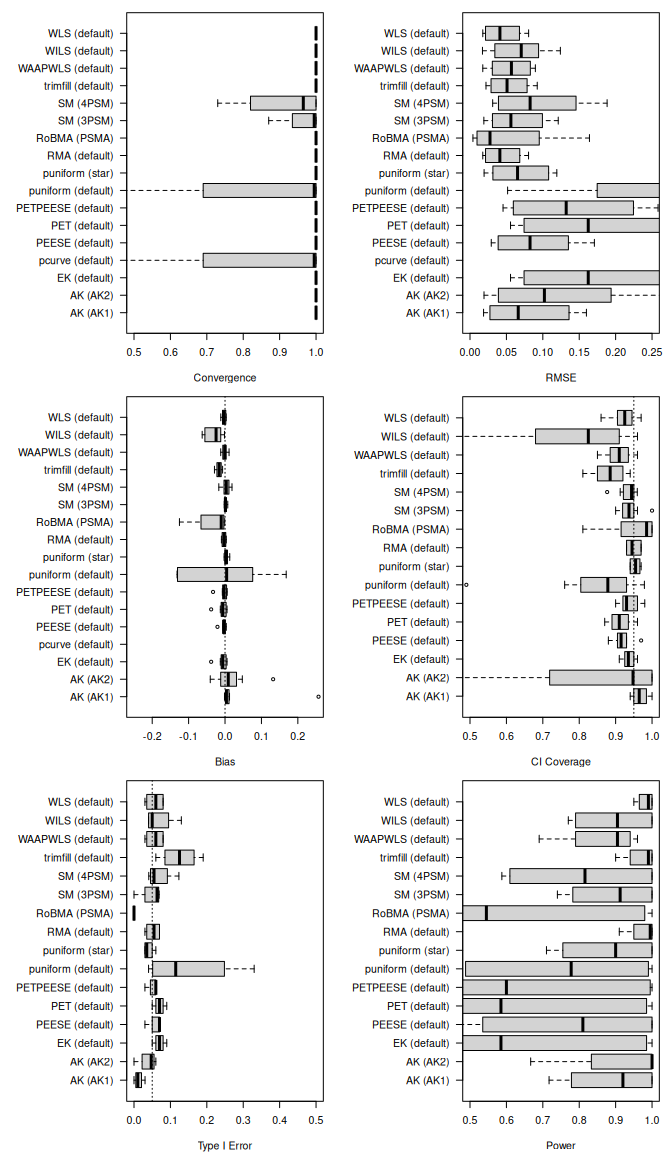 WLS (default)
WILS (default)
WAAPWLS (default)
trimfill (default)
SM (4PSM)
SM (3PSM)
RoBMA (PSMA)
RMA (default)
puniform (star)
puniform (default)
PETPEESE (default)
PET (default)
PEESE (default)
pcurve (default)
EK (default)
AK (AK2)
AK (AK1)
0.5 0.6 0.7 0.8 0.9 1.0
Convergence
WLS (default)
WILS (default)
WAAPWLS (default)
trimfill (default)
SM (4PSM)
SM (3PSM)
RoBMA (PSMA)
RMA (default)
puniform (star)
puniform (default)
PETPEESE (default)
PET (default)
PEESE (default)
pcurve (default)
EK (default)
AK (AK2)
AK (AK1)
0.00 0.05 0.10 0.15 0.20 0.25
RMSE
WLS (default)
WILS (default)
WAAPWLS (default)
trimfill (default)
SM (4PSM)
SM (3PSM)
RoBMA (PSMA)
RMA (default)
puniform (star)
puniform (default)
PETPEESE (default)
PET (default)
PEESE (default)
pcurve (default)
EK (default)
AK (AK2)
AK (AK1)
-0.2 -0.1 0.0 0.1 0.2
Bias
WLS (default)
WILS (default)
WAAPWLS (default)
trimfill (default)
SM (4PSM)
SM (3PSM)
RoBMA (PSMA)
RMA (default)
puniform (star)
puniform (default)
PETPEESE (default)
PET (default)
PEESE (default)
EK (default)
AK (AK2)
AK (AK1)
0.5 0.6 0.7 0.8 0.9 1.0
CI Coverage
WLS (default)
WILS (default)
WAAPWLS (default)
trimfill (default)
SM (4PSM)
SM (3PSM)
RoBMA (PSMA)
RMA (default)
puniform (star)
puniform (default)
PETPEESE (default)
PET (default)
PEESE (default)
EK (default)
AK (AK2)
AK (AK1)
0.0 0.1 0.2 0.3 0.4 0.5
Type I Error
WLS (default)
WILS (default)
WAAPWLS (default)
trimfill (default)
SM (4PSM)
SM (3PSM)
RoBMA (PSMA)
RMA (default)
puniform (star)
puniform (default)
PETPEESE (default)
PET (default)
PEESE (default)
EK (default)
AK (AK2)
AK (AK1)
0.5 0.6 0.7 0.8 0.9 1.0
Power